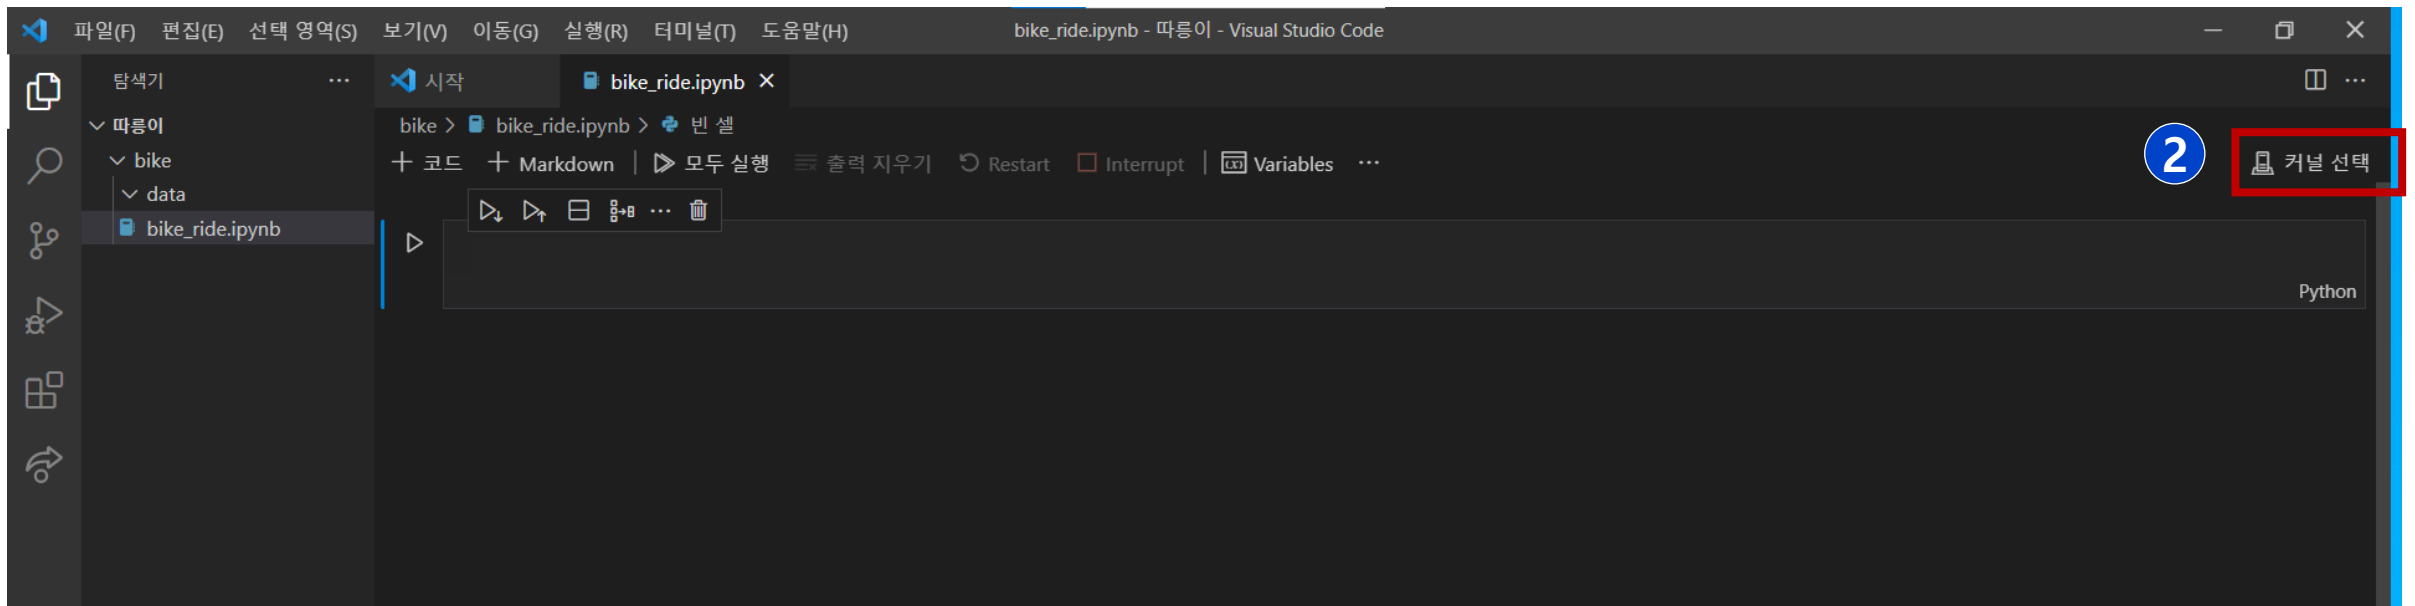 파일(F) 편집(E) 선택 영역(S) 보기(V) 이동(G) 실행(R) 터미널(T) 도움말(H) bike_ride.ipynb - 따릉이 - Visual Studio Code
탐색기 시작 bike_ride.ipynb
따릉이 bike > bike_ride.ipynb > 빈 셀
bike 코드 Markdown 모두 실행 출력 지우기 Restart Interrupt Variables 2 커널 선택
data
bike_ride.ipynb
Python